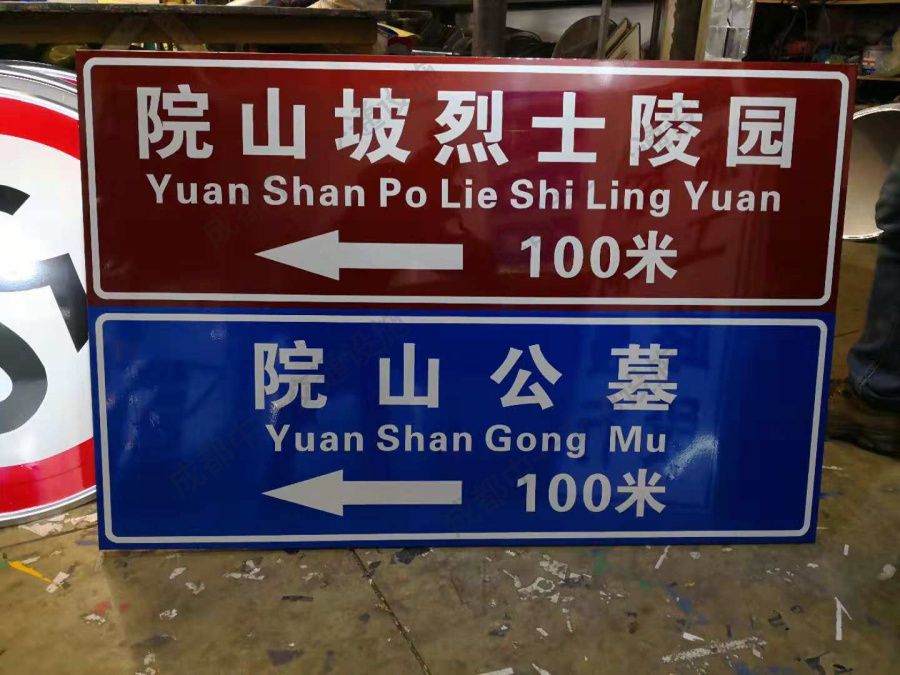 院山坡烈士陵园
Yuan Shan Po Lie Shi Ling Yuan
100米
院山公墓
Yuan Shan Gong Mu
100米